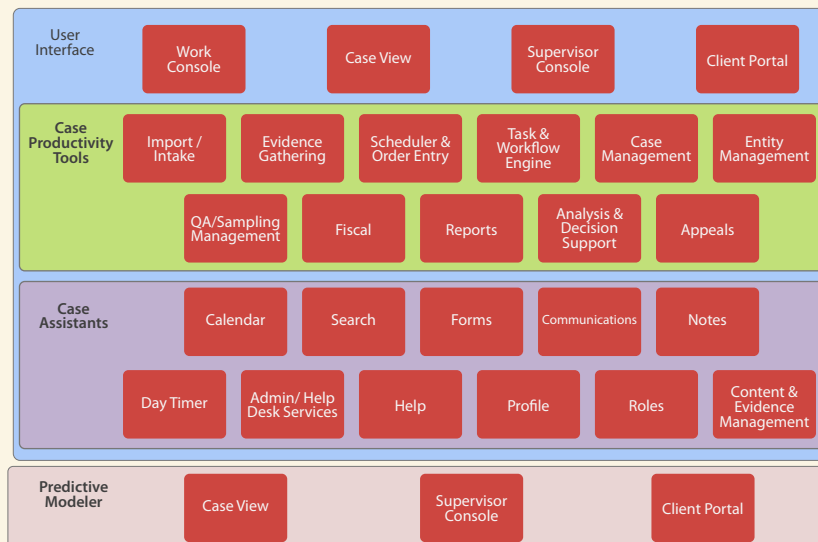 User
Interface
Work
Console
Case View
Supervisor
Console
Client Portal
Case
Productivity
Tools
Import /
Intake
Evidence
Gathering
Scheduler &
Order Entry
Task &
Workflow
Engine
Case
Management
Entity
Management
QA/Sampling
Management
Fiscal
Reports
Analysis &
Decision
Support
Appeals
Case
Assistants
Calendar
Search
Forms
Communications
Notes
Day Timer
Admin/ Help
Desk Services
Help
Profile
Roles
Content &
Evidence
Management
Predictive
Modeler
Case View
Supervisor
Console
Client Portal